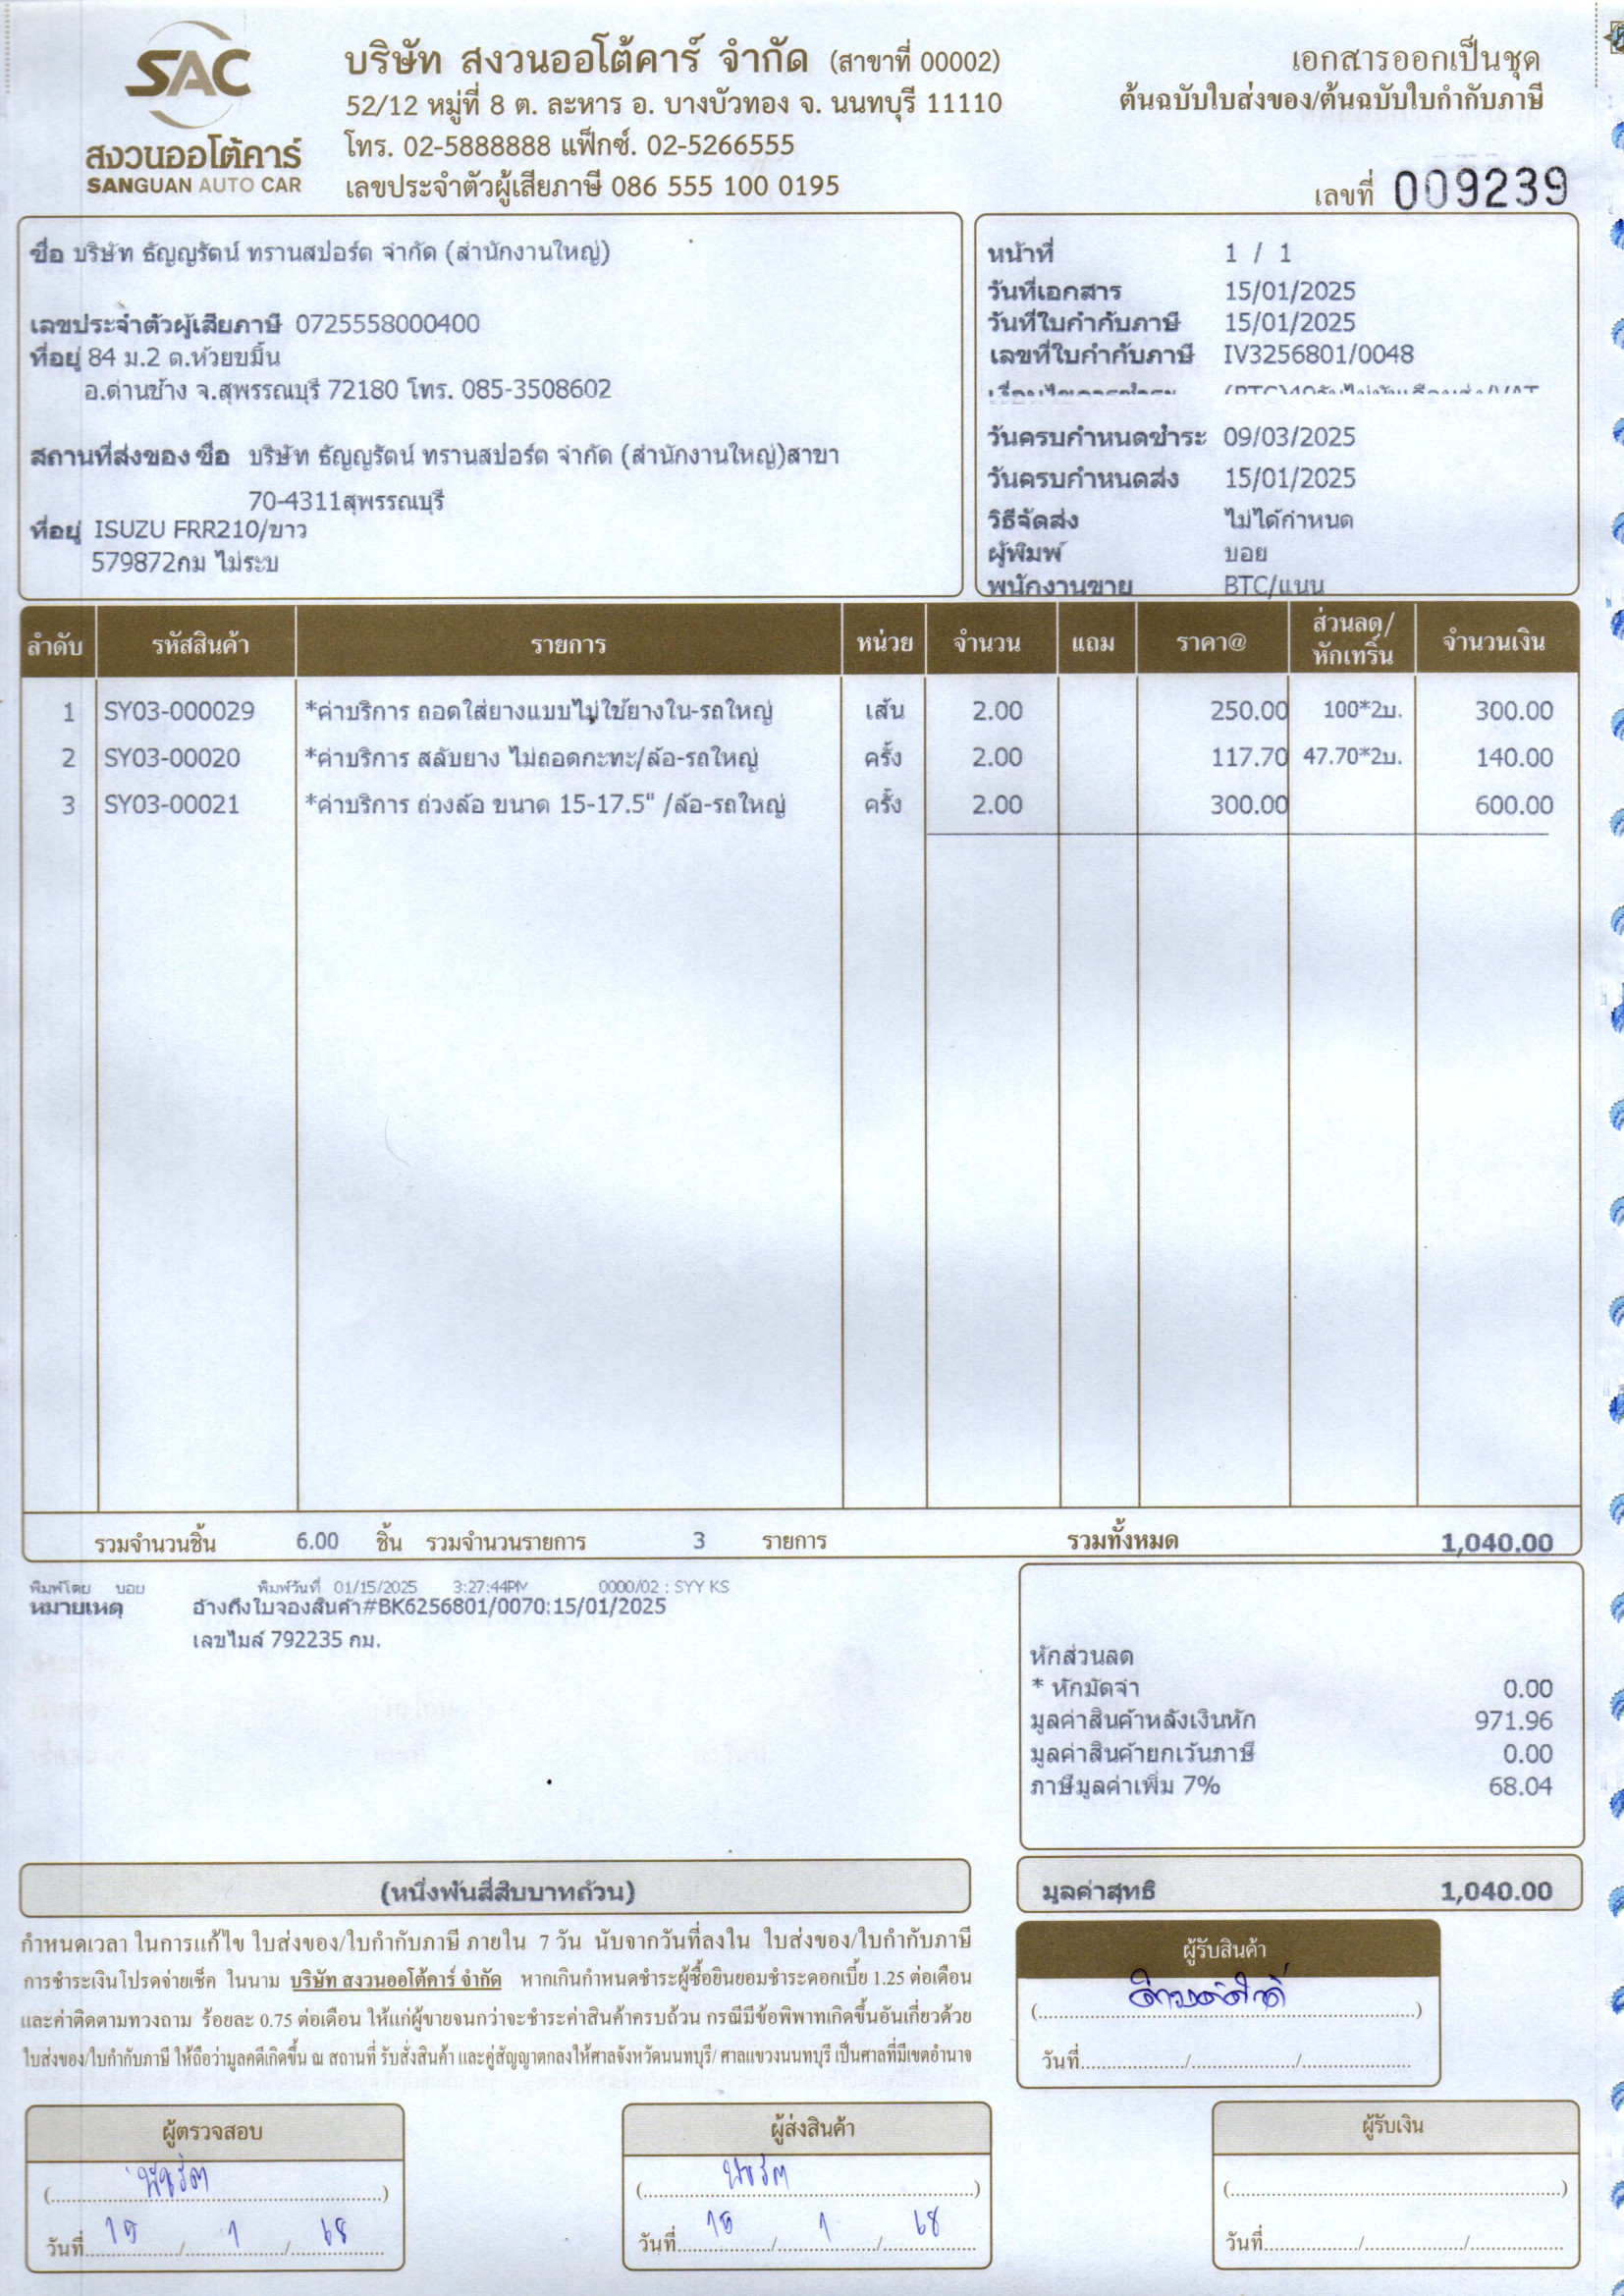 SAC
สงวนออโต้คาร์
SANGUAN AUTO CAR
บริษัท สงวนออโต้คาร์ จำกัด (สาขาที่ 00002)
52/12 หมู่ที่ 8 ต. ละหาร อ. บางบัวทอง จ. นนทบุรี 11110
โทร. 02-5888888 แฟ็กซ์. 02-5266555
เลขประจำตัวผู้เสียภาษี 086 555 100 0195
เอกสารออกเป็นชุด
ต้นฉบับใบส่งของ/ต้นฉบับใบกำกับภาษี
เลขที่ 009239
ชื่อ บริษัท ธัญญรัตน์ ทรานสปอร์ต จำกัด (สำนักงานใหญ่)
เลขประจำตัวผู้เสียภาษี 0725558000400
ที่อยู่ 84 ม.2 ต.ห้วยขมิ้น
อ.ด่านช้าง จ.สุพรรณบุรี 72180 โทร. 085-3508602
สถานที่ส่งของ ชื่อ บริษัท ธัญญรัตน์ ทรานสปอร์ต จำกัด (สำนักงานใหญ่)สาขา
70-4311สุพรรณบุรี
ที่อยู่ ISUZU FRR210/ขาว
579872กม ไม่ระบ
หน้าที่ 1 / 1
วันที่เอกสาร 15/01/2025
วันที่ใบกำกับภาษี 15/01/2025
เลขที่ใบกำกับภาษี IV3256801/0048
วันครบกำหนดชำระ 09/03/2025
วันครบกำหนดส่ง 15/01/2025
วิธีจัดส่ง ไม่ได้กำหนด
ผู้พิมพ์ บอย
พนักงานขาย BTC/แนน
ลำดับ รหัสสินค้า รายการ หน่วย จำนวน แถม ราคา@ ส่วนลด/หักเทริ์น จำนวนเงิน
1 SY03-000029 *ค่าบริการ ถอดใส่ยางแบบไม่ใช้ยางใน-รถใหญ่ เส้น 2.00 250.00 100*2บ. 300.00
2 SY03-00020 *ค่าบริการ สลับยาง ไม่ถอดกะทะ/ล้อ-รถใหญ่ ครั้ง 2.00 117.70 47.70*2บ. 140.00
3 SY03-00021 *ค่าบริการ ถ่วงล้อ ขนาด 15-17.5" /ล้อ-รถใหญ่ ครั้ง 2.00 300.00 600.00
รวมจำนวนชิ้น 6.00 ชิ้น รวมจำนวนรายการ 3 รายการ รวมทั้งหมด 1,040.00
พิมพ์โดย บอย พิมพ์วันที่ 01/15/2025 3:27:44PM 0000/02 : SYY KS
หมายเหตุ อ้างถึงใบจองสินค้า#BK6256801/0070:15/01/2025
เลขไมล์ 792235 กม.
หักส่วนลด
* หักมัดจำ 0.00
มูลค่าสินค้าหลังเงินหัก 971.96
มูลค่าสินค้ายกเว้นภาษี 0.00
ภาษีมูลค่าเพิ่ม 7% 68.04
(หนึ่งพันสี่สิบบาทถ้วน)
มูลค่าสุทธิ 1,040.00
กำหนดเวลา ในการแก้ไข ใบส่งของ/ใบกำกับภาษี ภายใน 7 วัน นับจากวันที่ลงใน ใบส่งของ/ใบกำกับภาษี
การชำระเงินโปรดจ่ายเช็ค ในนาม บริษัท สงวนออโต้คาร์ จำกัด หากเกินกำหนดชำระผู้ซื้อยินยอมชำระดอกเบี้ย 1.25 ต่อเดือน
และค่าติดตามทวงถาม ร้อยละ 0.75 ต่อเดือน ให้แก่ผู้ขายจนกว่าจะชำระค่าสินค้าครบถ้วน กรณีมีข้อพิพาทเกิดขึ้นอันเกี่ยวด้วย
ใบส่งของ/ใบกำกับภาษี ให้ถือว่ามูลคดีเกิดขึ้น ณ สถานที่ รับสั่งสินค้า และคู่สัญญาตกลงให้ศาลจังหวัดนนทบุรี/ ศาลแขวงนนทบุรี เป็นศาลที่มีเขตอำนาจ
ผู้รับสินค้า
วันที่
ผู้ตรวจสอบ
วันที่ 15 / 1 / 68
ผู้ส่งสินค้า
วันที่ 15 / 1 / 68
ผู้รับเงิน
วันที่